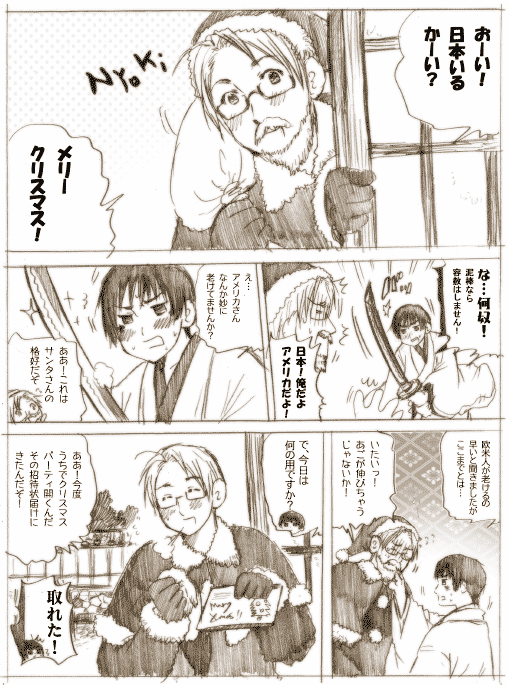 おーい！
日本いる
かーい？
Nyoki
メリー
クリスマス！
な…何奴！
泥棒なら
容赦はしません！
日本！俺だよ
アメリカだよ！
え…
アメリカさん
なんか妙に
老けてませんか？
ああ！これは
サンタさんの
格好だぞ
欧米人が老けるの
早いと聞きましたが
ここまでとは…
いたいっ！
あごが伸びちゃう
じゃないか！
で、今日は
何の用ですか？
ああ！今度
うちでクリスマス
パーティ開くんだ
その招待状届けに
きたんだぞ！
取れた！